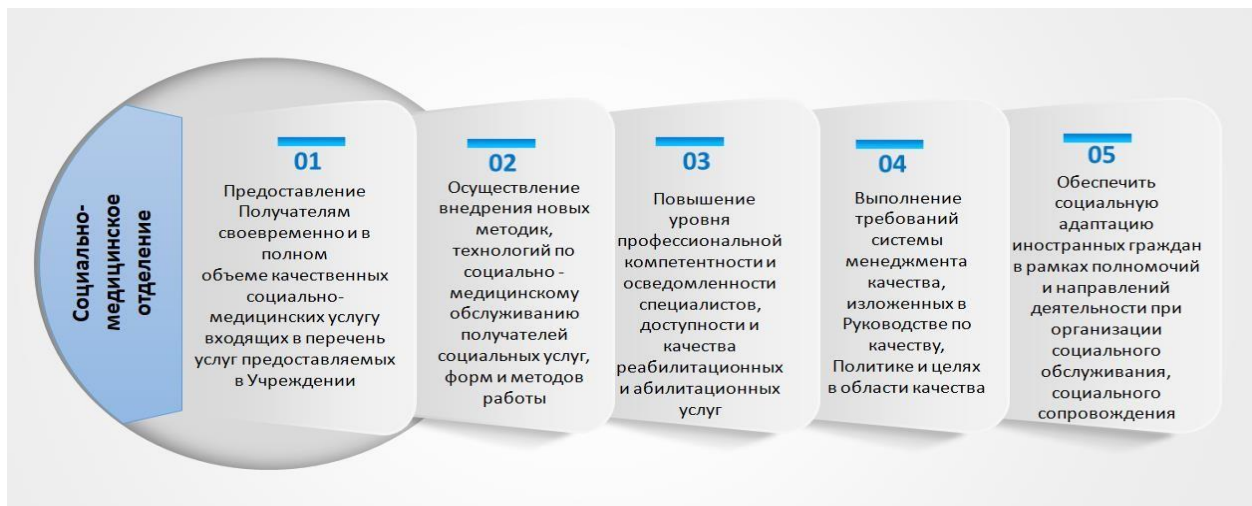 Социально-
медицинское
отделение
01
Предоставление
Получателям
своевременно и в
полном
объеме качественных
социально-
медицинских услугу
входящих в перечень
услуг предоставляемых
в Учреждении
02
Осуществление
внедрения новых
методик,
технологий по
социально -
медицинскому
обслуживанию
получателей
социальных услуг,
форм и методов
работы
03
Повышение
уровня
профессиональной
компетентности и
осведомленности
специалистов,
доступности и
качества
реабилитационных
и абилитационных
услуг
04
Выполнение
требований
системы
менеджмента
качества,
изложенных в
Руководстве по
качеству,
Политике и целях
в области качества
05
Обеспечить
социальную
адаптацию
иностранных граждан
в рамках полномочий
и направлений
деятельности при
организации
социального
обслуживания,
социального
сопровождения